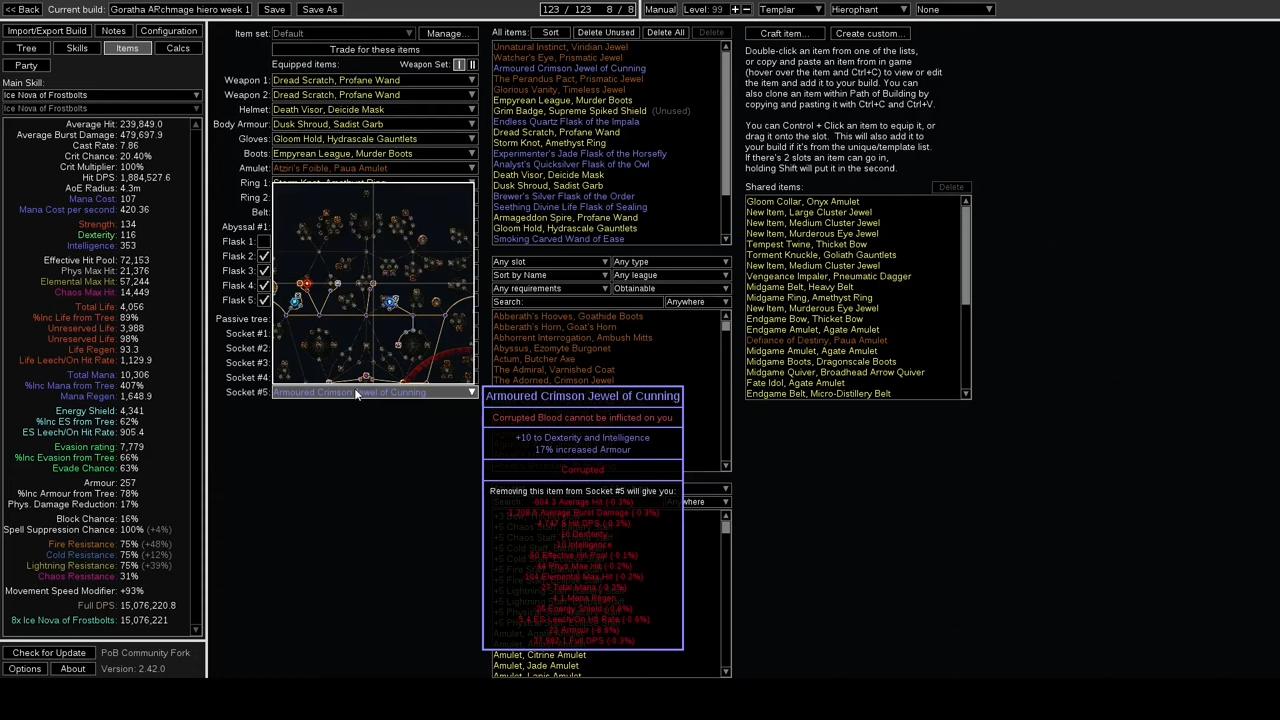 << Back
Current build:
Goratha ARchmage hiero week 1
Save
Save As
123 / 123 8 / 8
Manual
Level: 99
Templar
Hierophant
None
Import/Export Build
Notes
Configuration
Tree
Skills
Items
Calcs
Party
Main Skill:
Ice Nova of Frostbolts
Ice Nova of Frostbolts
Average Hit: 239,849.0
Average Burst Damage: 479,697.9
Cast Rate: 7.86
Crit Chance: 20.40%
Crit Multiplier: 100%
Hit DPS: 1,884,527.6
AoE Radius: 4.3m
Mana Cost: 107
Mana Cost per second: 420.36
Strength: 134
Dexterity: 116
Intelligence: 353
Effective Hit Pool: 72,153
Phys Max Hit: 21,376
Elemental Max Hit: 57,244
Chaos Max Hit: 14,449
Total Life: 4,056
%Inc Life from Tree: 89%
Unreserved Life: 3,988
Unreserved Life: 98%
Life Regen: 93.3
Life Leech/On Hit Rate: 1,129.9
Total Mana: 10,306
%Inc Mana from Tree: 407%
Mana Regen: 1,648.9
Energy Shield: 4,341
%Inc ES from Tree: 62%
ES Leech/On Hit Rate: 905.4
Evasion rating: 7,779
%Inc Evasion from Tree: 66%
Evade Chance: 63%
Armour: 257
%Inc Armour from Tree: 78%
Phys. Damage Reduction: 17%
Block Chance: 16%
Spell Suppression Chance: 100% (+4%)
Fire Resistance: 75% (+48%)
Cold Resistance: 75% (+12%)
Lightning Resistance: 75% (+39%)
Chaos Resistance: 31%
Movement Speed Modifier: +93%
Full DPS: 15,076,220.8
8x Ice Nova of Frostbolts: 15,076,221
Check for Update
PoB Community Fork
Options
About
Version: 2.42.0
Item set:
Default
Manage...
Trade for these items
Equipped items:
Weapon Set:
I
II
Weapon 1: Dread Scratch, Profane Wand
Weapon 2: Dread Scratch, Profane Wand
Helmet: Death Visor, Deicide Mask
Body Armour: Dusk Shroud, Sadist Garb
Gloves: Gloom Hold, Hydrascale Gauntlets
Boots: Empyrean League, Murder Boots
Amulet: Atziri's Foible, Paua Amulet
Ring 1: Storm Knot, Amethyst Ring
Ring 2:
Belt:
Abyssal #1:
Flask 1:
Flask 2:
Flask 3:
Flask 4:
Flask 5:
Passive tree:
Socket #1:
Socket #2:
Socket #3:
Socket #4:
Socket #5: Armoured Crimson Jewel of Cunning
All items:
Sort
Delete Unused
Delete All
Delete
Unnatural Instinct, Viridian Jewel
Watcher's Eye, Prismatic Jewel
Armoured Crimson Jewel of Cunning
The Perandus Pact, Prismatic Jewel
Glorious Vanity, Timeless Jewel
Empyrean League, Murder Boots
Grim Badge, Supreme Spiked Shield (Unused)
Endless Quartz Flask of the Impala
Dread Scratch, Profane Wand
Storm Knot, Amethyst Ring
Experimenter's Jade Flask of the Horsefly
Analyst's Quicksilver Flask of the Owl
Death Visor, Deicide Mask
Dusk Shroud, Sadist Garb
Brewer's Silver Flask of the Order
Seething Divine Life Flask of Sealing
Armageddon Spire, Profane Wand
Gloom Hold, Hydrascale Gauntlets
Smoking Carved Wand of Ease
Any slot
Any type
Sort by Name
Any league
Any requirements
Obtainable
Search:
Anywhere
Abberath's Hooves, Goathide Boots
Abberath's Horn, Goat's Horn
Abhorrent Interrogation, Ambush Mitts
Abyssus, Ezomyte Burgonet
Actum, Butcher Axe
The Admiral, Varnished Coat
The Adorned, Crimson Jewel
Armoured Crimson Jewel of Cunning
Corrupted Blood cannot be inflicted on you
+10 to Dexterity and Intelligence
17% increased Armour
Corrupted
Removing this item from Socket #5 will give you:
Amulet, Citrine Amulet
Amulet, Jade Amulet
Amulet, Lapis Amulet
Craft item...
Create custom...
Double-click an item from one of the lists,
or copy and paste an item from in game
(hover over the item and Ctrl+C) to view or edit
the item and add it to your build. You can
also clone an item within Path of Building by
copying and pasting it with Ctrl+C and Ctrl+V.
You can Control + Click an item to equip it, or
drag it onto the slot. This will also add it to
your build if it's from the unique/template list.
If there's 2 slots an item can go in,
holding Shift will put it in the second.
Shared items:
Delete
Gloom Collar, Onyx Amulet
New Item, Large Cluster Jewel
New Item, Medium Cluster Jewel
New Item, Murderous Eye Jewel
Tempest Twine, Thicket Bow
Torment Knuckle, Goliath Gauntlets
New Item, Medium Cluster Jewel
Vengeance Impaler, Pneumatic Dagger
Midgame Belt, Heavy Belt
Midgame Ring, Amethyst Ring
New Item, Murderous Eye Jewel
Endgame Bow, Thicket Bow
Endgame Amulet, Agate Amulet
Defiance of Destiny, Paua Amulet
Midgame Amulet, Agate Amulet
Midgame Boots, Dragonscale Boots
Midgame Quiver, Broadhead Arrow Quiver
Fate Idol, Agate Amulet
Endgame Belt, Micro-Distillery Belt